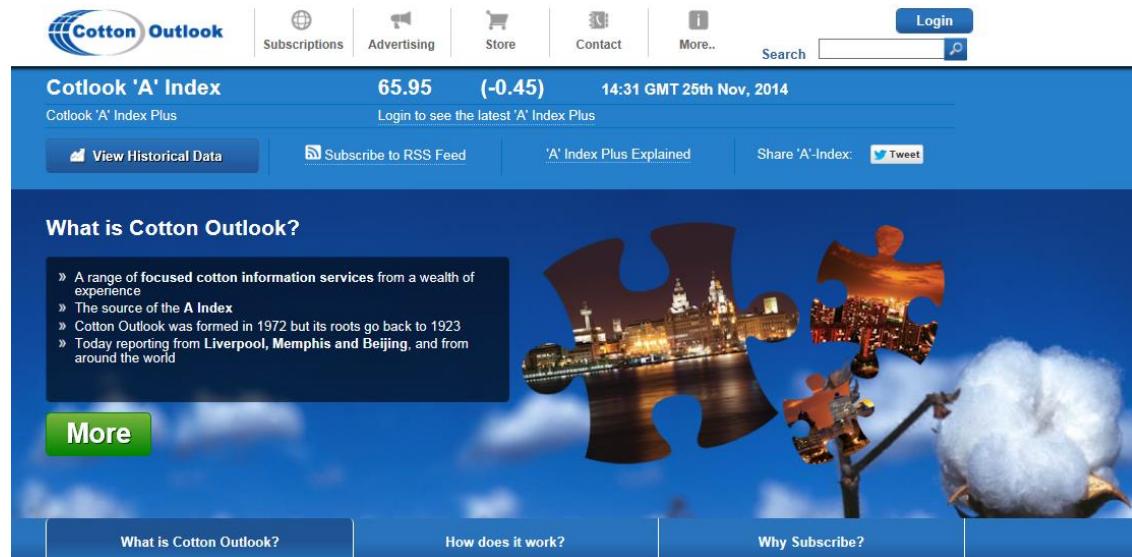 Cotton Outlook
Subscriptions Advertising Store Contact More..
Login
Search
Cotlook 'A' Index 65.95 (-0.45) 14:31 GMT 25th Nov, 2014
Cotlook 'A' Index Plus Login to see the latest 'A' Index Plus
View Historical Data Subscribe to RSS Feed 'A' Index Plus Explained Share 'A'-Index: Tweet
What is Cotton Outlook?
» A range of focused cotton information services from a wealth of
experience
» The source of the A Index
» Cotton Outlook was formed in 1972 but its roots go back to 1923
» Today reporting from Liverpool, Memphis and Beijing, and from
around the world
More
What is Cotton Outlook? How does it work? Why Subscribe?